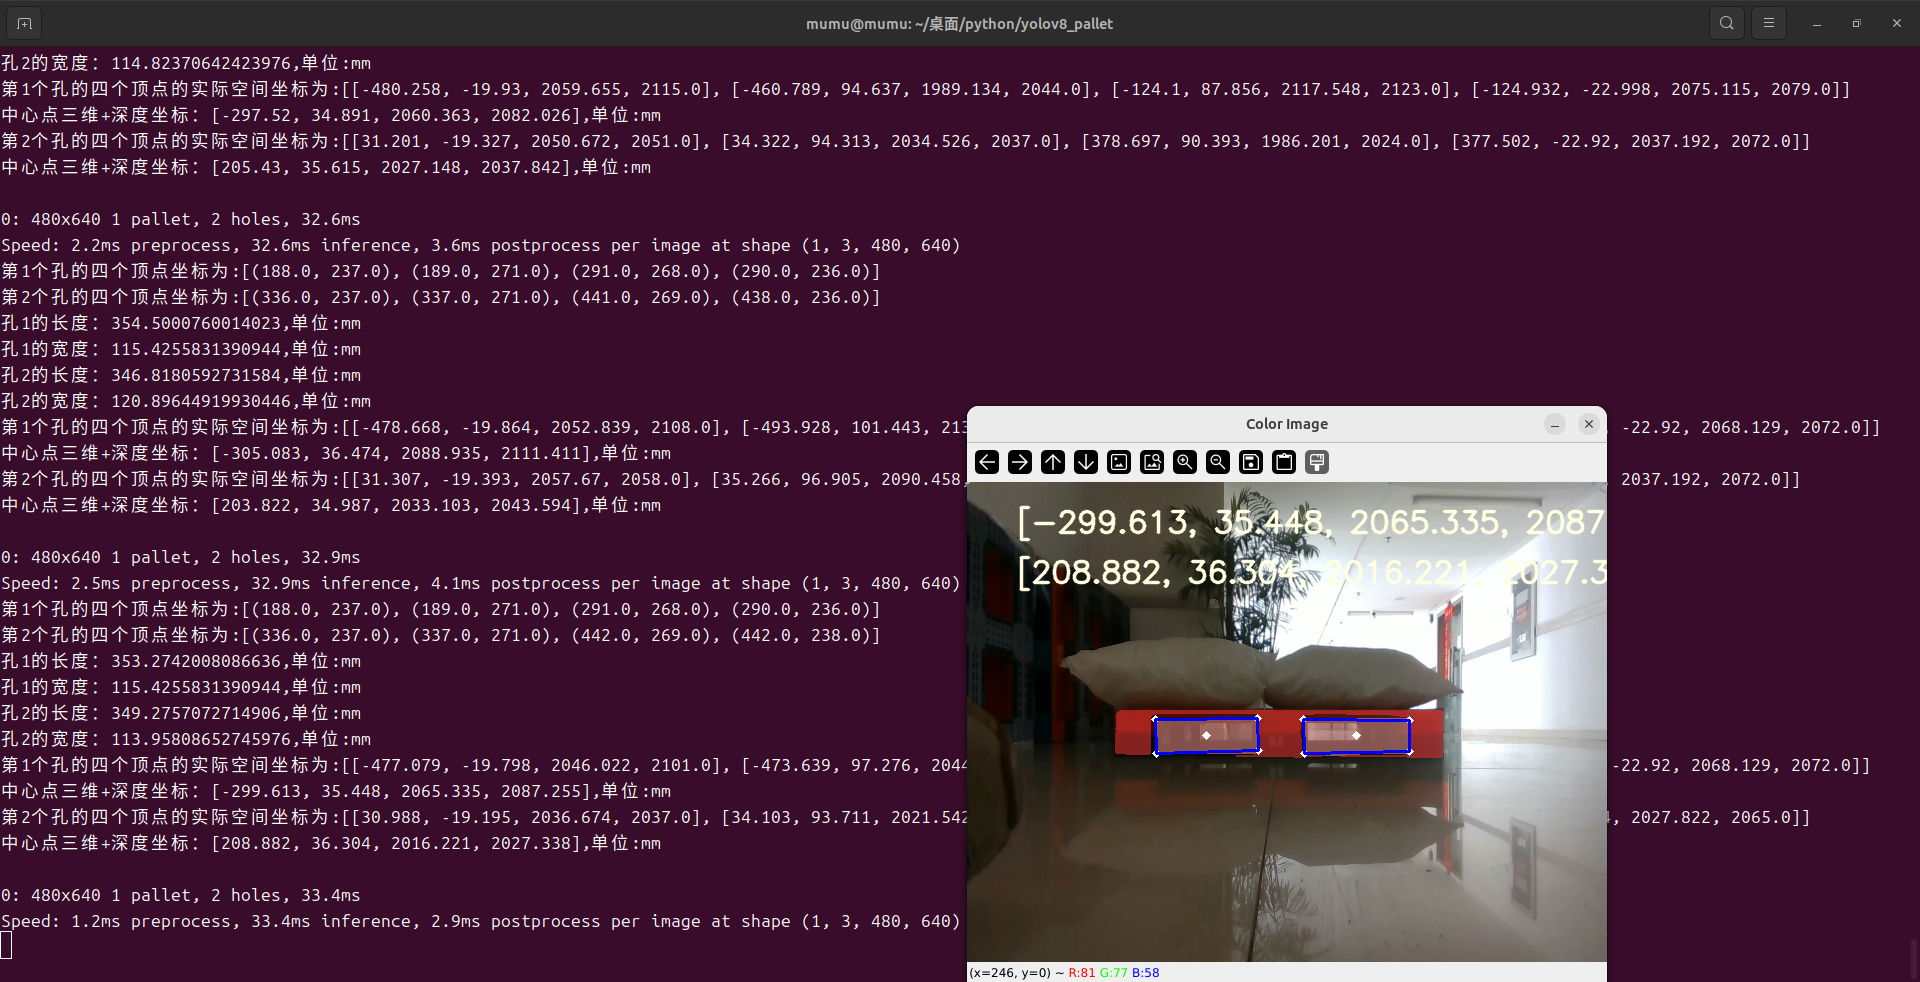 mumu@mumu: ~/桌面/python/yolov8_pallet
孔2的宽度：114.82370642423976,单位:mm
第1个孔的四个顶点的实际空间坐标为:[[-480.258, -19.93, 2059.655, 2115.0], [-460.789, 94.637, 1989.134, 2044.0], [-124.1, 87.856, 2117.548, 2123.0], [-124.932, -22.998, 2075.115, 2079.0]]
中心点三维+深度坐标：[-297.52, 34.891, 2060.363, 2082.026],单位:mm
第2个孔的四个顶点的实际空间坐标为:[[31.201, -19.327, 2050.672, 2051.0], [34.322, 94.313, 2034.526, 2037.0], [378.697, 90.393, 1986.201, 2024.0], [377.502, -22.92, 2037.192, 2072.0]]
中心点三维+深度坐标：[205.43, 35.615, 2027.148, 2037.842],单位:mm
0: 480x640 1 pallet, 2 holes, 32.6ms
Speed: 2.2ms preprocess, 32.6ms inference, 3.6ms postprocess per image at shape (1, 3, 480, 640)
第1个孔的四个顶点坐标为:[(188.0, 237.0), (189.0, 271.0), (291.0, 268.0), (290.0, 236.0)]
第2个孔的四个顶点坐标为:[(336.0, 237.0), (337.0, 271.0), (441.0, 269.0), (438.0, 236.0)]
孔1的长度：354.5000760014023,单位:mm
孔1的宽度：115.4255831390944,单位:mm
孔2的长度：346.8180592731584,单位:mm
孔2的宽度：120.89644919930446,单位:mm
第1个孔的四个顶点的实际空间坐标为:[[-478.668, -19.864, 2052.839, 2108.0], [-493.928, 101.443, 213 -22.92, 2068.129, 2072.0]]
中心点三维+深度坐标：[-305.083, 36.474, 2088.935, 2111.411],单位:mm
第2个孔的四个顶点的实际空间坐标为:[[31.307, -19.393, 2057.67, 2058.0], [35.266, 96.905, 2090.458, 2037.192, 2072.0]]
中心点三维+深度坐标：[203.822, 34.987, 2033.103, 2043.594],单位:mm
0: 480x640 1 pallet, 2 holes, 32.9ms
Speed: 2.5ms preprocess, 32.9ms inference, 4.1ms postprocess per image at shape (1, 3, 480, 640)
第1个孔的四个顶点坐标为:[(188.0, 237.0), (189.0, 271.0), (291.0, 268.0), (290.0, 236.0)]
第2个孔的四个顶点坐标为:[(336.0, 237.0), (337.0, 271.0), (442.0, 269.0), (442.0, 238.0)]
孔1的长度：353.2742008086636,单位:mm
孔1的宽度：115.4255831390944,单位:mm
孔2的长度：349.2757072714906,单位:mm
孔2的宽度：113.95808652745976,单位:mm
第1个孔的四个顶点的实际空间坐标为:[[-477.079, -19.798, 2046.022, 2101.0], [-473.639, 97.276, 204 -22.92, 2068.129, 2072.0]]
中心点三维+深度坐标：[-299.613, 35.448, 2065.335, 2087.255],单位:mm
第2个孔的四个顶点的实际空间坐标为:[[30.988, -19.195, 2036.674, 2037.0], [34.103, 93.711, 2021.542 , 2027.822, 2065.0]]
中心点三维+深度坐标：[208.882, 36.304, 2016.221, 2027.338],单位:mm
0: 480x640 1 pallet, 2 holes, 33.4ms
Speed: 1.2ms preprocess, 33.4ms inference, 2.9ms postprocess per image at shape (1, 3, 480, 640)
Color Image
[-299.613, 35.448, 2065.335, 2087
[208.882, 36.304, 2016.221, 2027.3
(x=246, y=0) ~ R:81 G:77 B:58